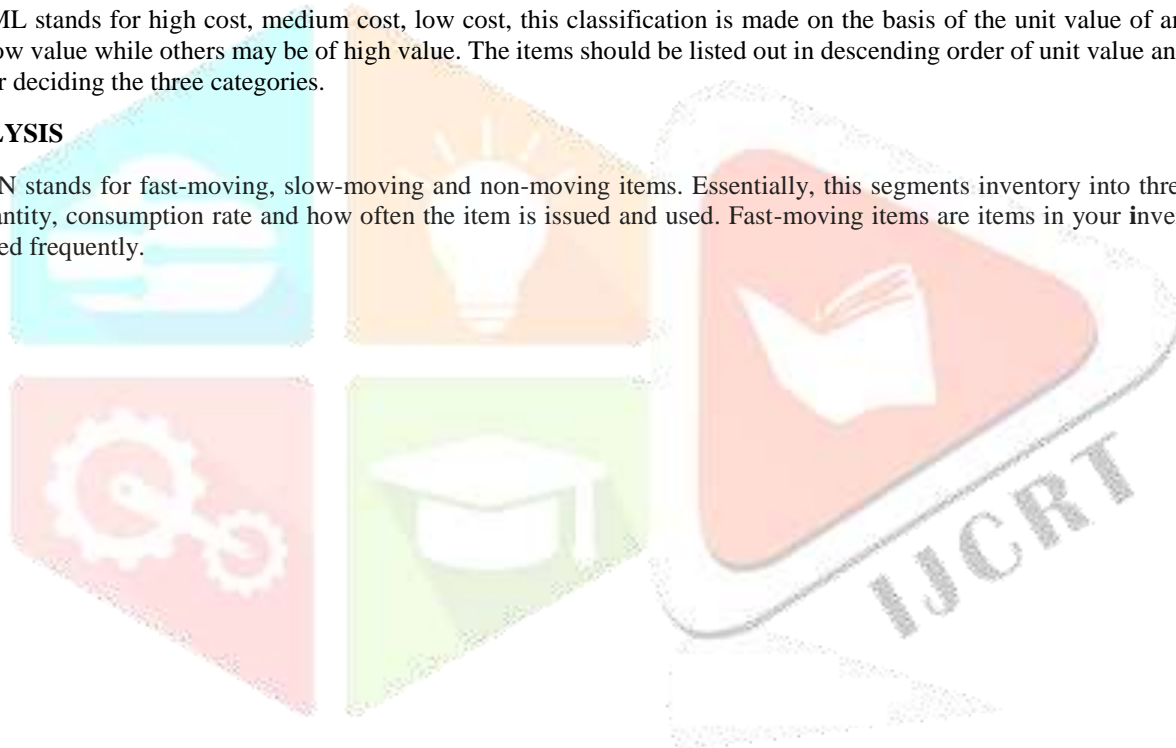 ML stands for high cost, medium cost, low cost, this classification is made on the basis of the unit value of an
ow value while others may be of high value. The items should be listed out in descending order of unit value an
r deciding the three categories.
LYSIS
N stands for fast-moving, slow-moving and non-moving items. Essentially, this segments inventory into thre
antity, consumption rate and how often the item is issued and used. Fast-moving items are items in your inve
ed frequently.
IJCRT